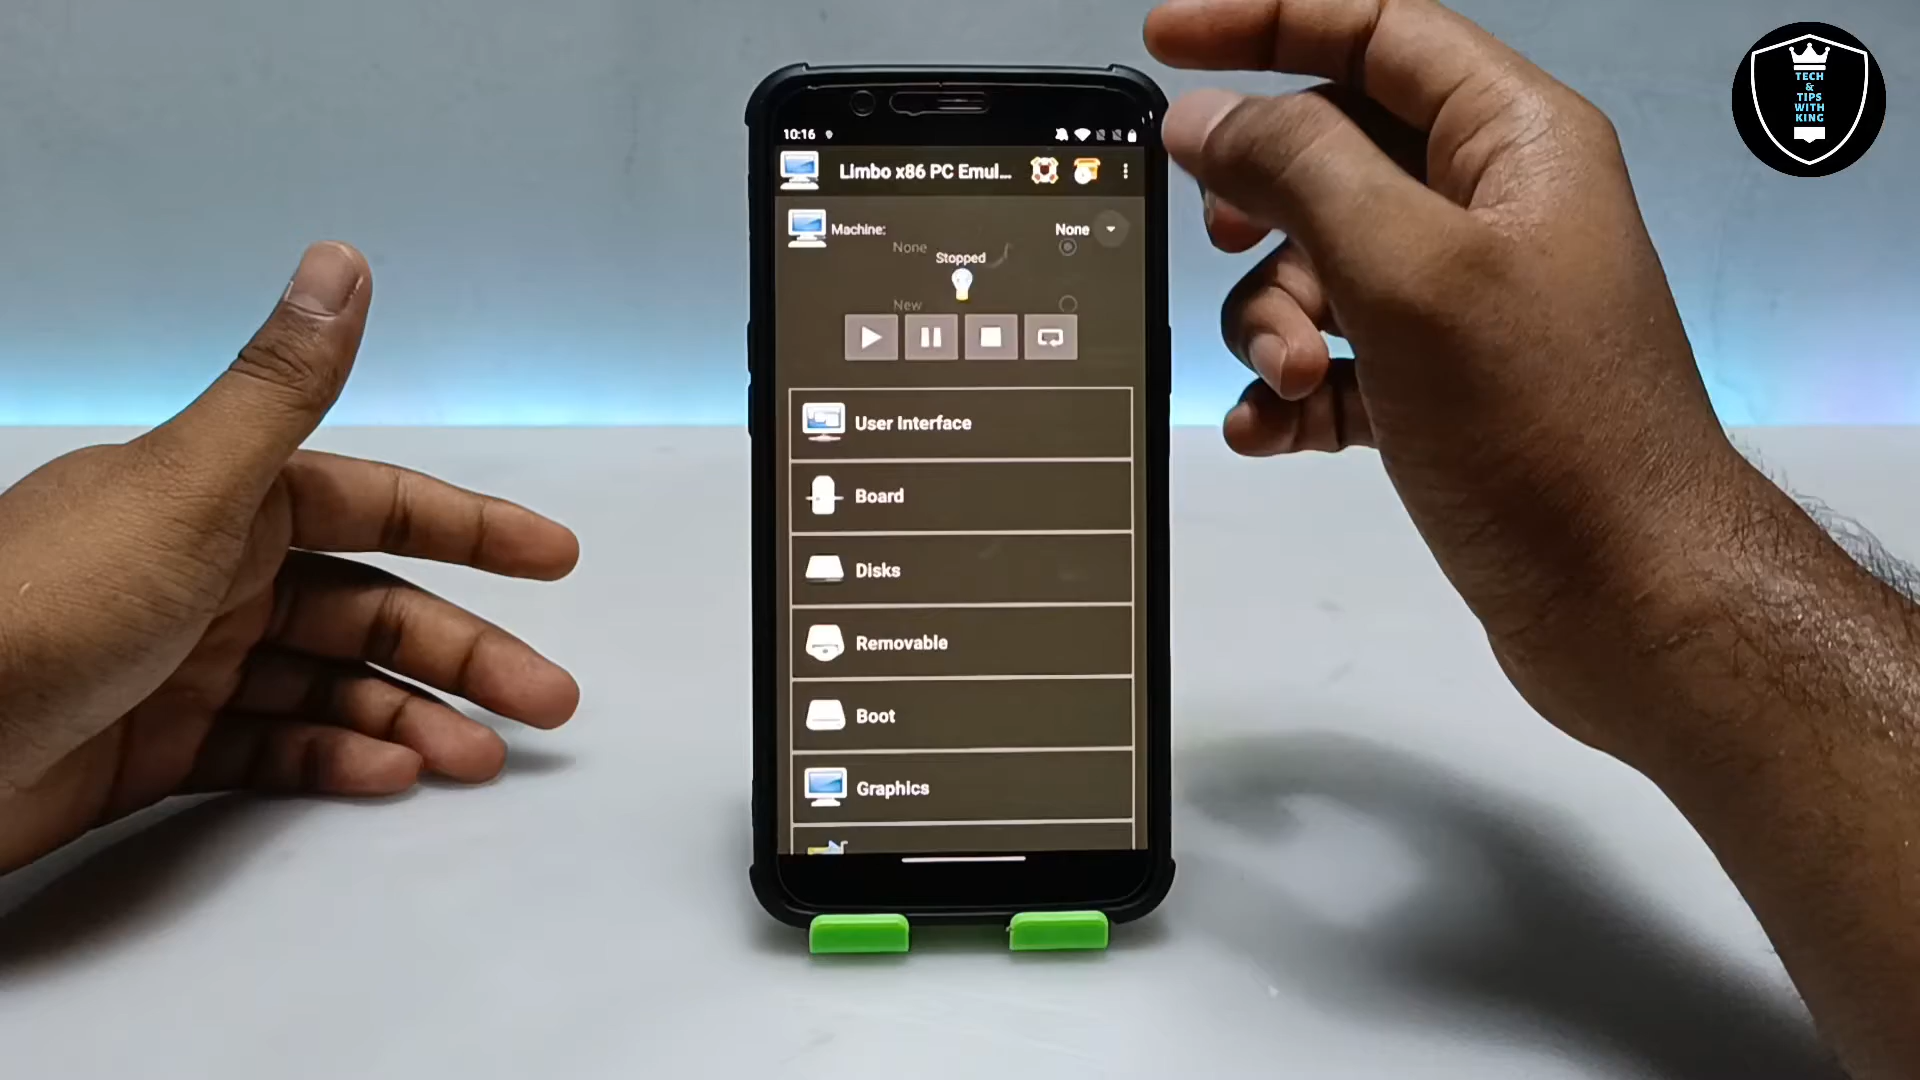 TECH
&
TIPS
WITH
KING
10:16
Limbo x86 PC Emul...
Machine:
None
None
Stopped
New
User Interface
Board
Disks
Removable
Boot
Graphics